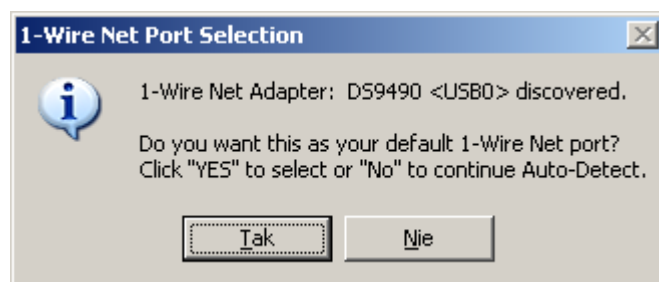 1-Wire Net Port Selection
1-Wire Net Adapter: DS9490 <USB0> discovered.
Do you want this as your default 1-Wire Net port?
Click "YES" to select or "No" to continue Auto-Detect.
Tak
Nie